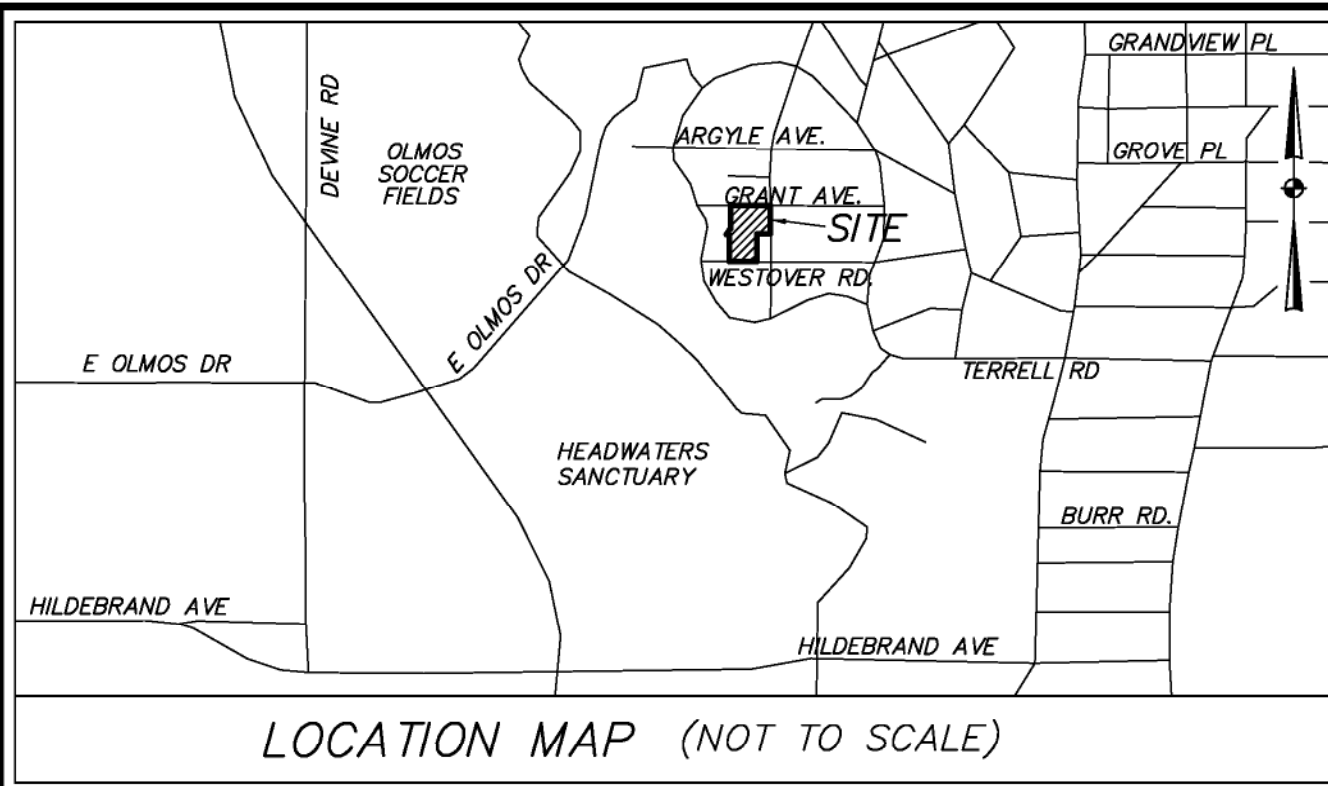 GRANDVIEW PL
DEVINE RD
ARGYLE AVE.
OLMOS
SOCCER
FIELDS
GROVE PL
GRANT AVE.
SITE
WESTOVER RD.
E OLMOS DR
E OLMOS DR
TERRELL RD
HEADWATERS
SANCTUARY
BURR RD.
HILDEBRAND AVE
HILDEBRAND AVE
LOCATION MAP (NOT TO SCALE)